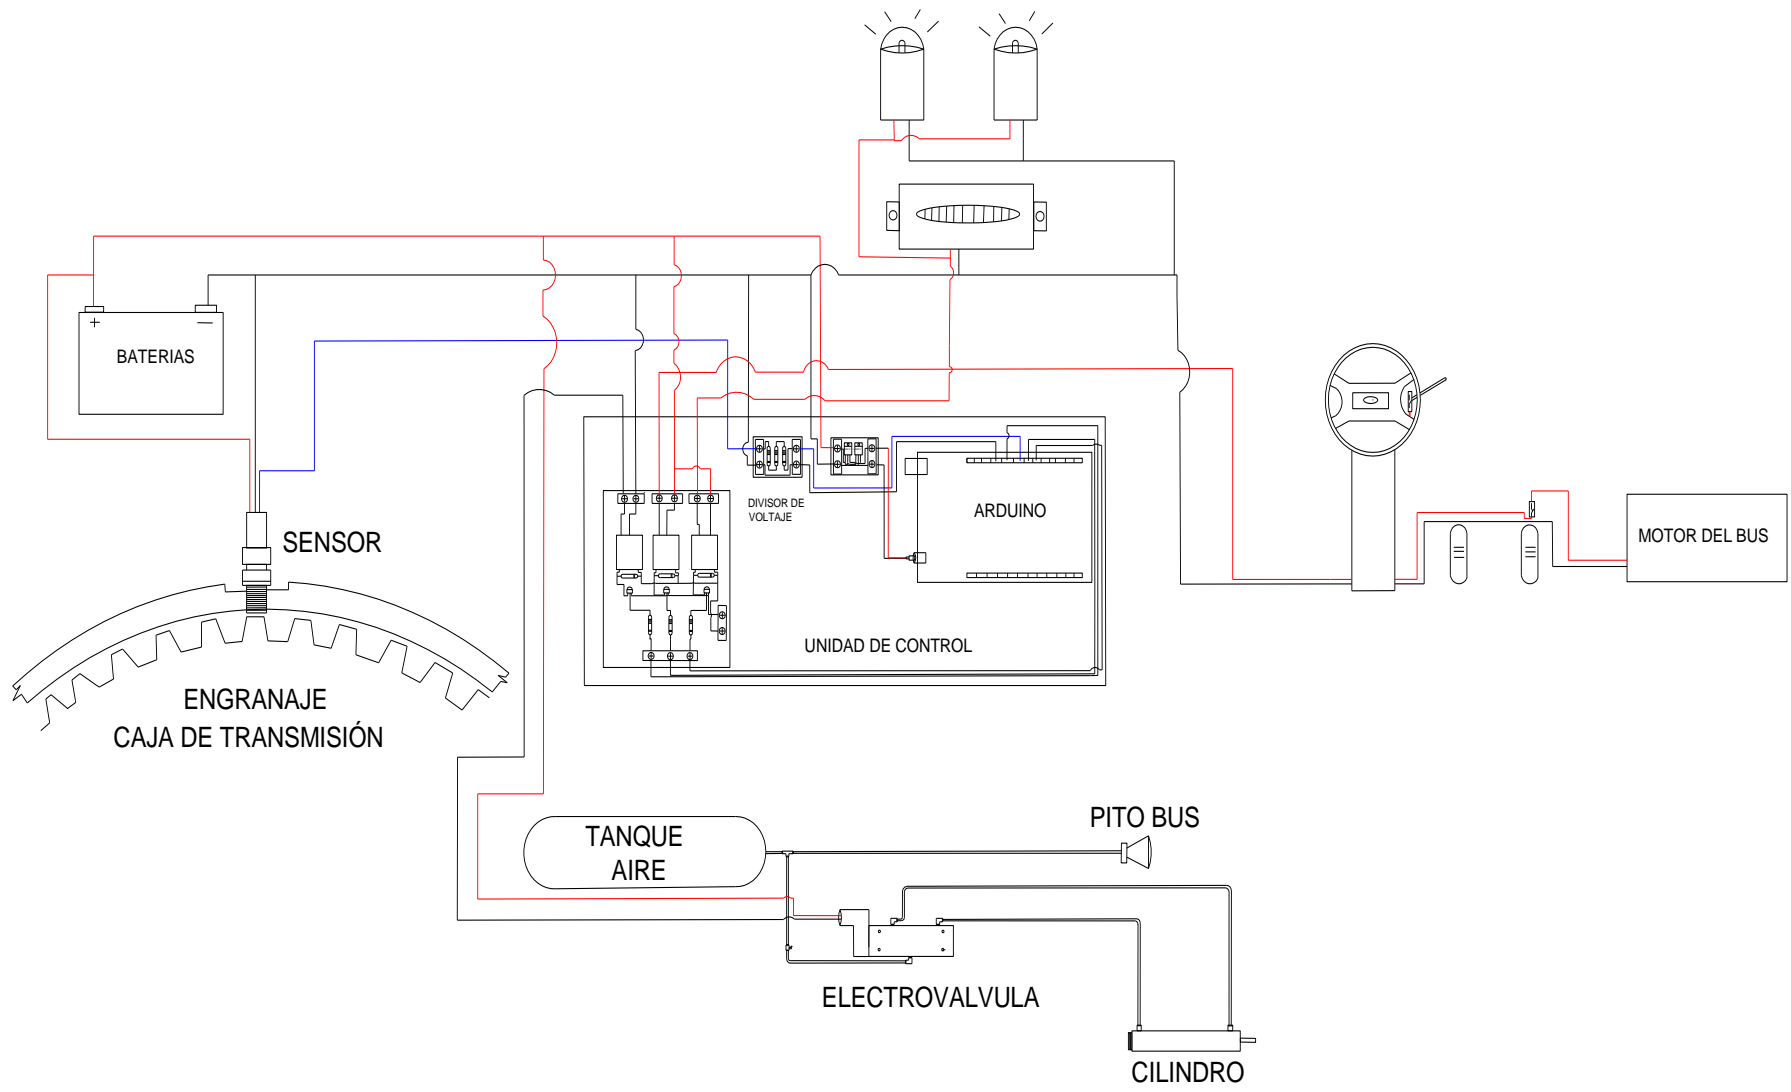 BATERIAS
+
—
SENSOR
ENGRANAJE
CAJA DE TRANSMISIÓN
DIVISOR DE
VOLTAJE
ARDUINO
UNIDAD DE CONTROL
MOTOR DEL BUS
TANQUE
AIRE
PITO BUS
ELECTROVALVULA
CILINDRO